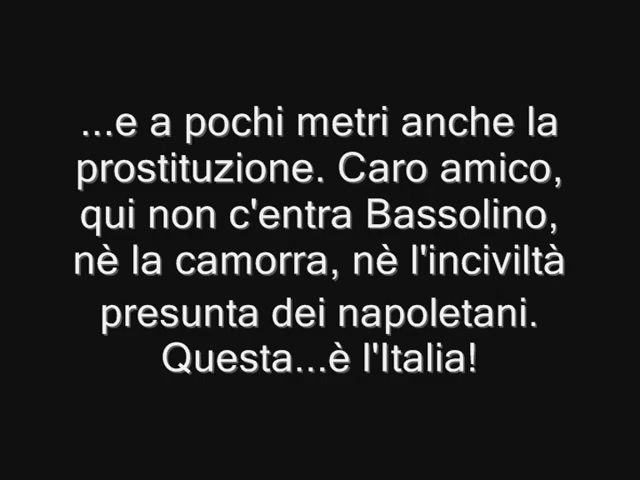 ...e a pochi metri anche la
prostituzione. Caro amico,
qui non c'entra Bassolino,
nè la camorra, nè l'inciviltà
presunta dei napoletani.
Questa...è l'Italia!